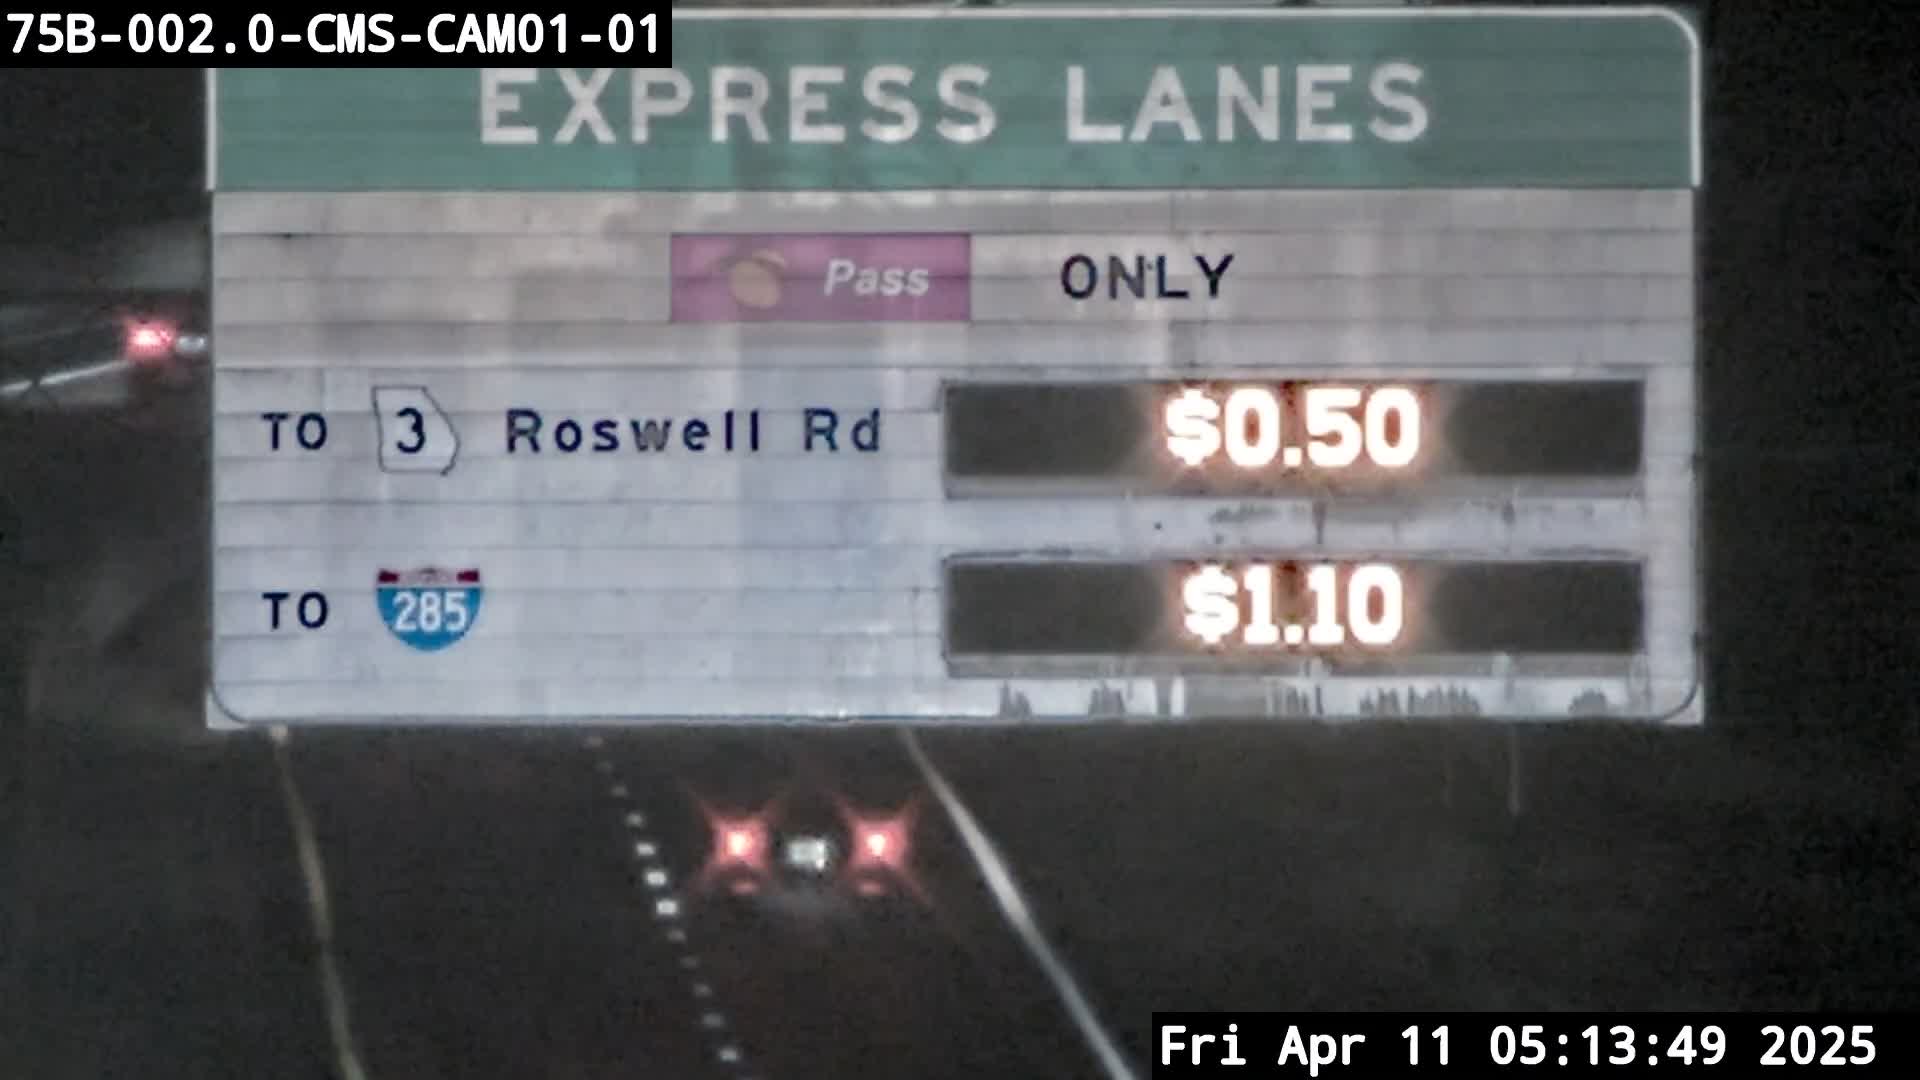 75B-002.0-CMS-CAM01-01
EXPRESS LANES
Pass ONLY
TO 3 Roswell Rd $0.50
TO 285 $1.10
Fri Apr 11 05:13:49 2025